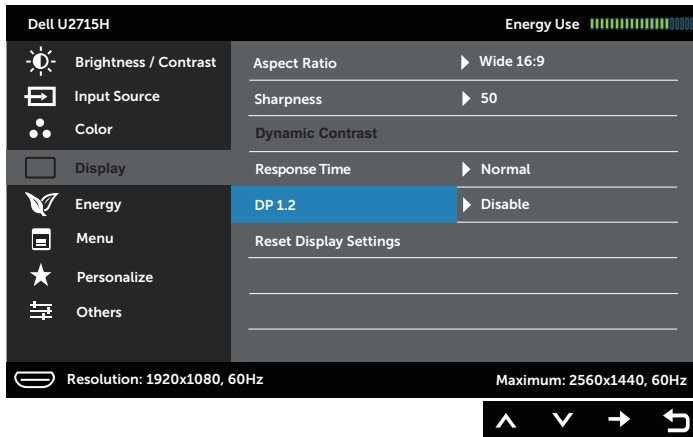 Dell U2715H Energy Use
Brightness / Contrast
Input Source
Color
Display
Energy
Menu
Personalize
Others
Aspect Ratio Wide 16:9
Sharpness 50
Dynamic Contrast
Response Time Normal
DP 1.2 Disable
Reset Display Settings
Resolution: 1920x1080, 60Hz Maximum: 2560x1440, 60Hz